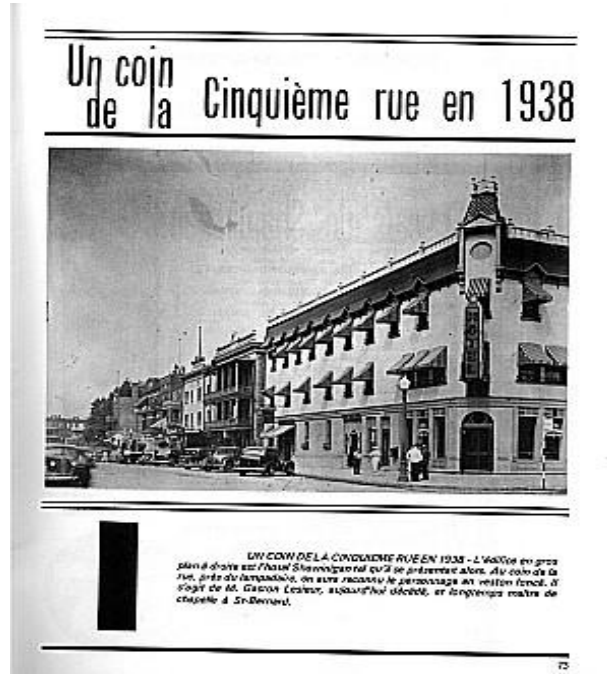 Un coin
de la Cinquième rue en 1938
HOTEL
UN COIN DE LA CINQUIEME RUE EN 1938 - L'édifice en gros
plan à droite est l'hotel Shawinigan tel qu'il se présentait alors. Au coin de la
rue, près du lampadaire, on aura reconnu le personnage en veston foncé. Il
s'agit de M. Gaston Lesieur, aujourd'hui décédé, et longtemps maître de
chapelle à St-Bernard.
73